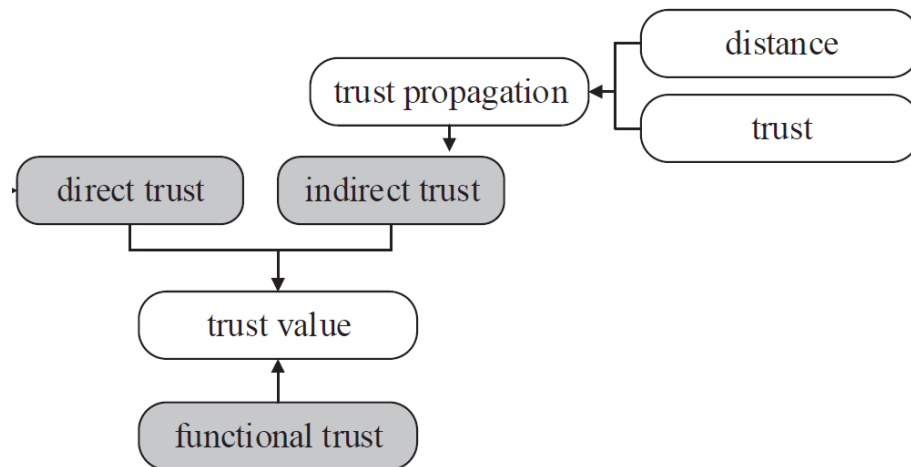 distance
trust propagation
trust
direct trust
indirect trust
trust value
functional trust